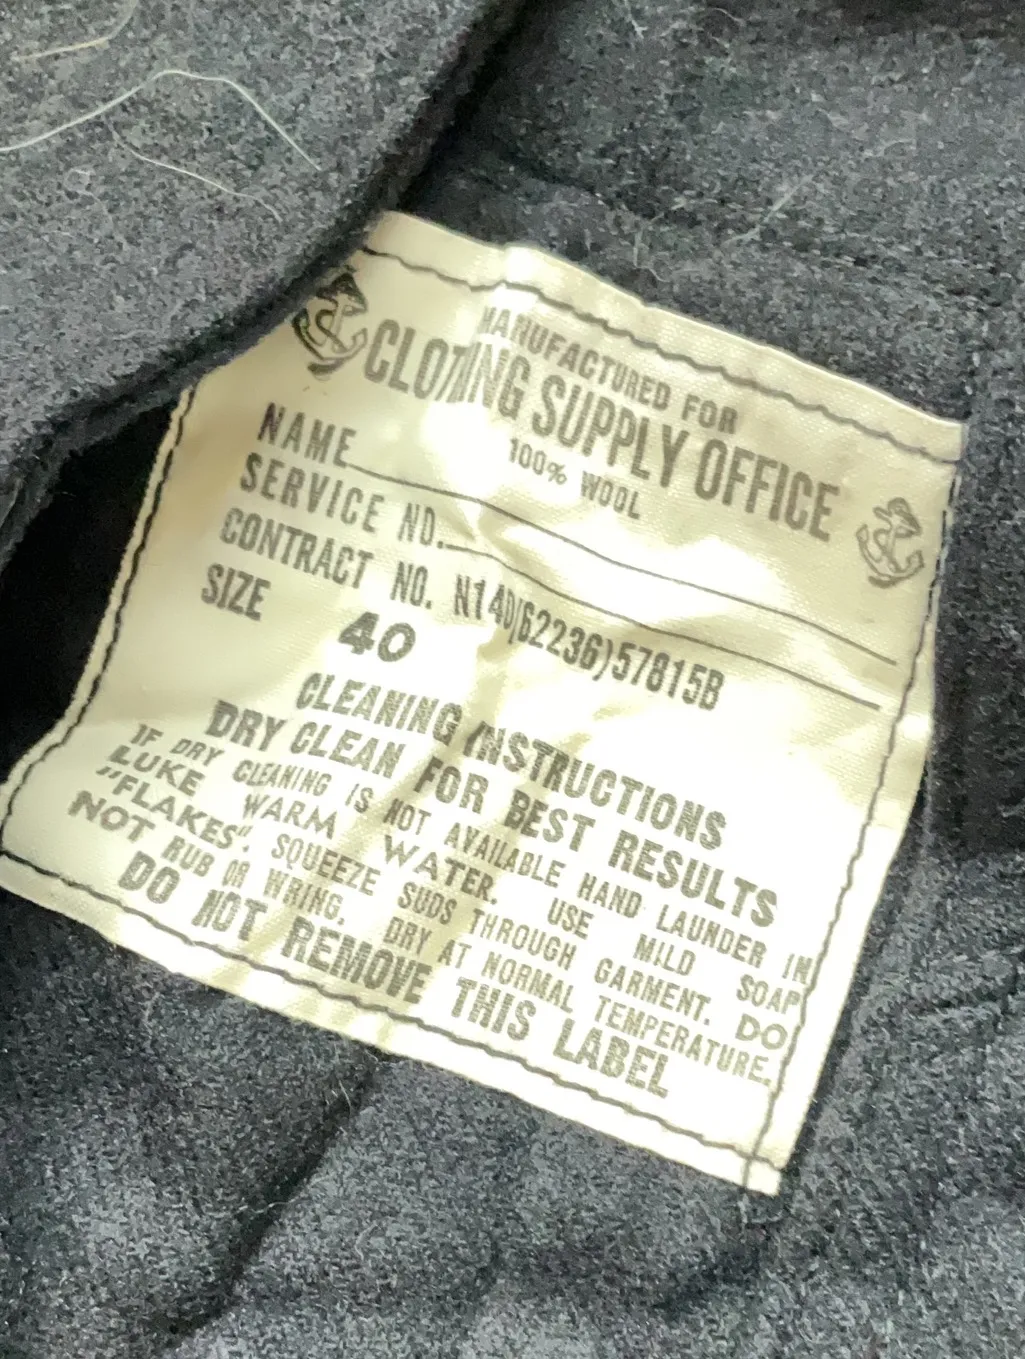 MANUFACTURED FOR
CLOTHING SUPPLY OFFICE
100% WOOL
NAME
SERVICE NO.
CONTRACT NO. N140(62236)57815B
SIZE 40
CLEANING INSTRUCTIONS
DRY CLEAN FOR BEST RESULTS
IF DRY CLEANING IS NOT AVAILABLE HAND LAUNDER IN
LUKE WARM WATER. USE MILD SOAP
"FLAKES". SQUEEZE SUDS THROUGH GARMENT. DO
NOT RUB OR WRING. DRY AT NORMAL TEMPERATURE.
DO NOT REMOVE THIS LABEL